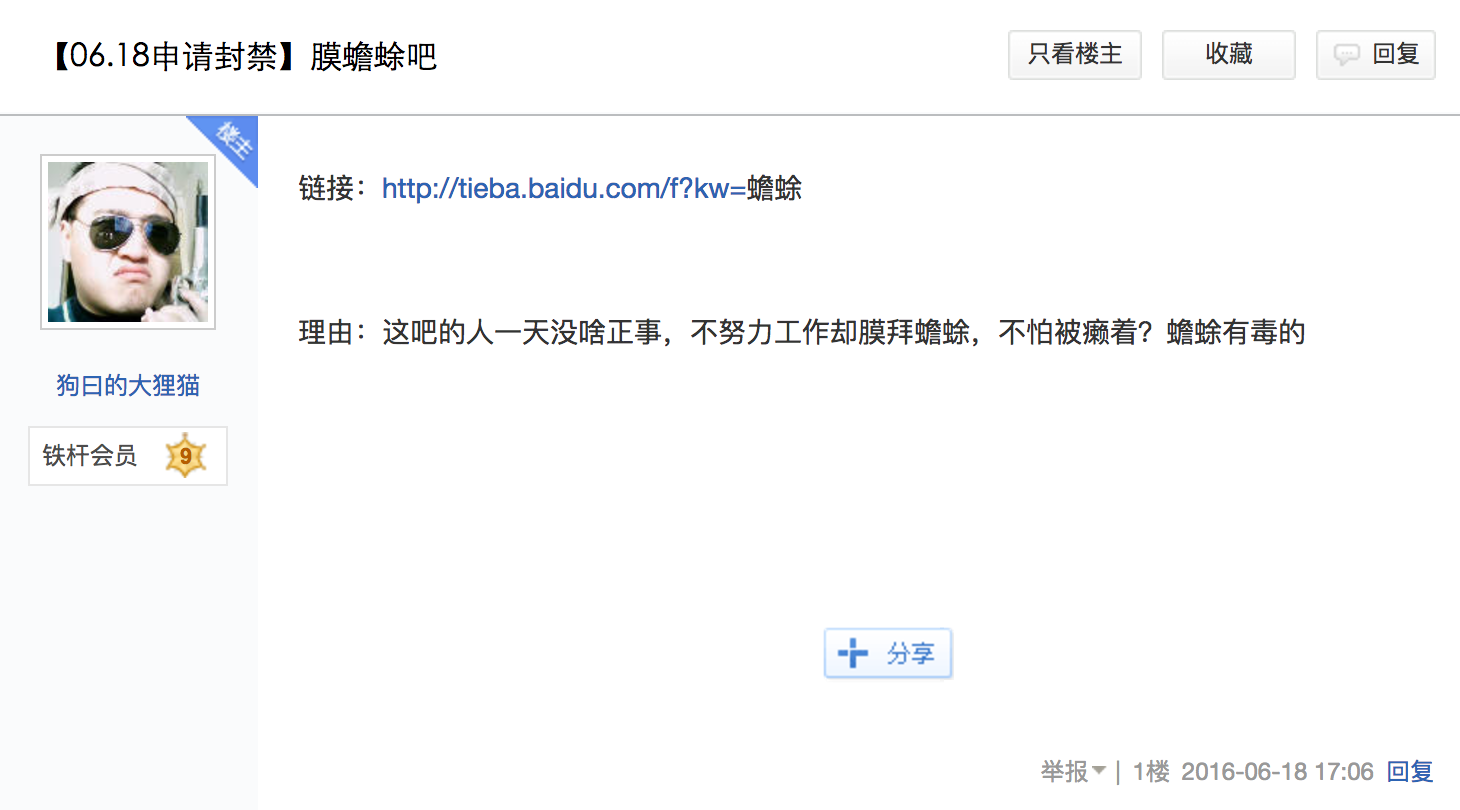 【06.18申请封禁】膜蟾蜍吧
只看楼主
收藏
回复
楼主
链接：http://tieba.baidu.com/f?kw=蟾蜍
理由：这吧的人一天没啥正事，不努力工作却膜拜蟾蜍，不怕被癞着？蟾蜍有毒的
狗曰的大狸猫
铁杆会员 9
分享
举报 | 1楼 2016-06-18 17:06 回复